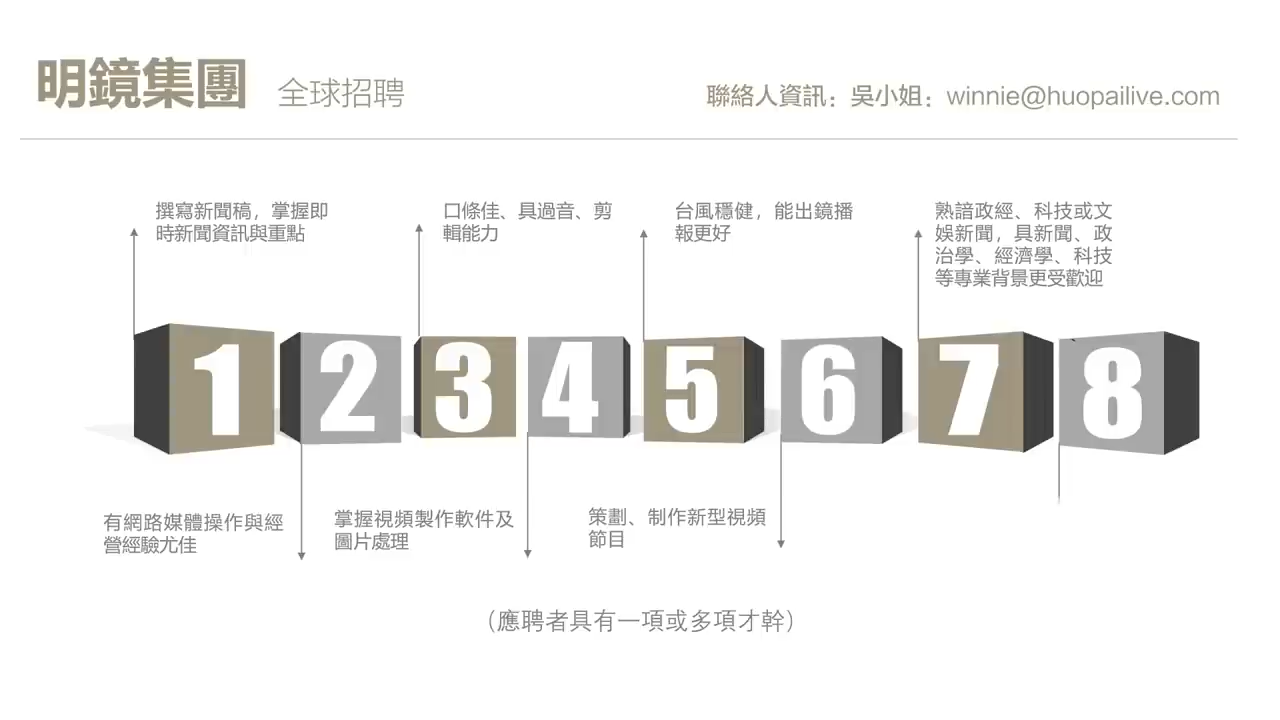 明鏡集團 全球招聘
聯絡人資訊：吳小姐：winnie@huopailive.com
撰寫新聞稿，掌握即
時新聞資訊與重點
口條佳、具過音、剪
輯能力
台風穩健，能出鏡播
報更好
熟諳政經、科技或文
娛新聞，具新聞、政
治學、經濟學、科技
等專業背景更受歡迎
1 2 3 4 5 6 7 8
有網路媒體操作與經
營經驗尤佳
掌握視頻製作軟件及
圖片處理
策劃、制作新型視頻
節目
（應聘者具有一項或多項才幹）